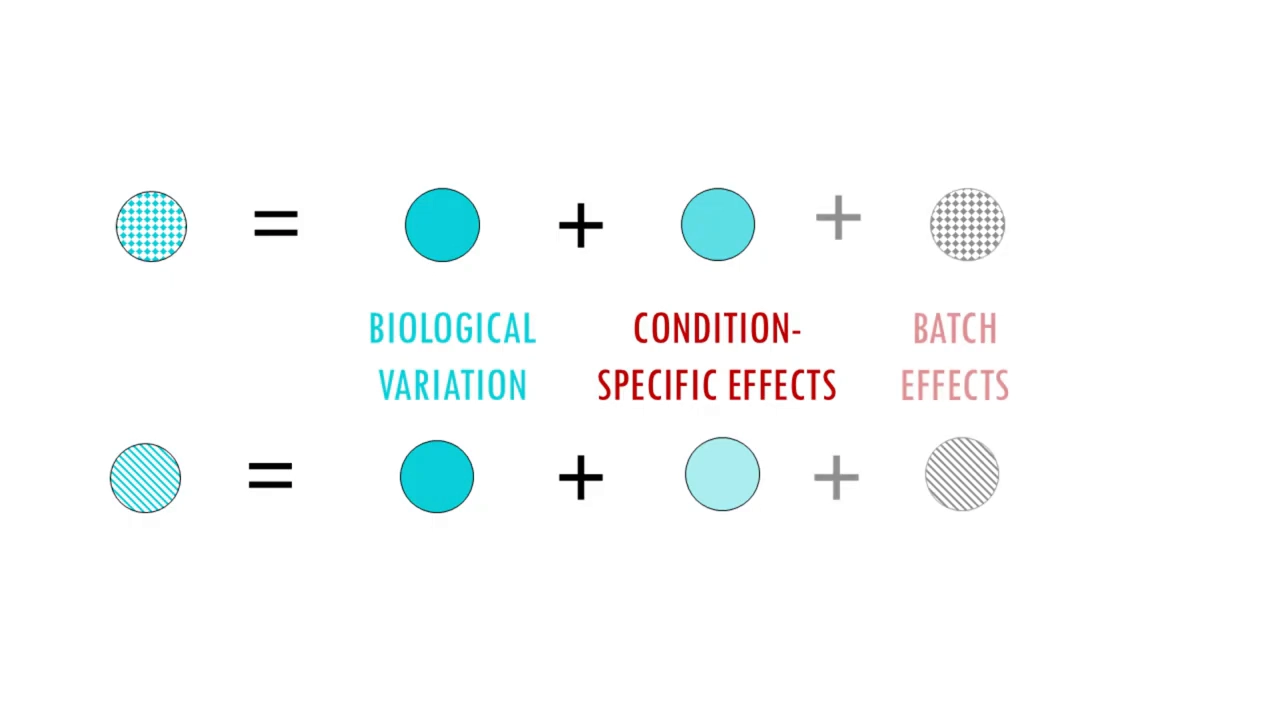 = + +
BIOLOGICAL VARIATION
CONDITION-SPECIFIC EFFECTS
BATCH EFFECTS
= + +